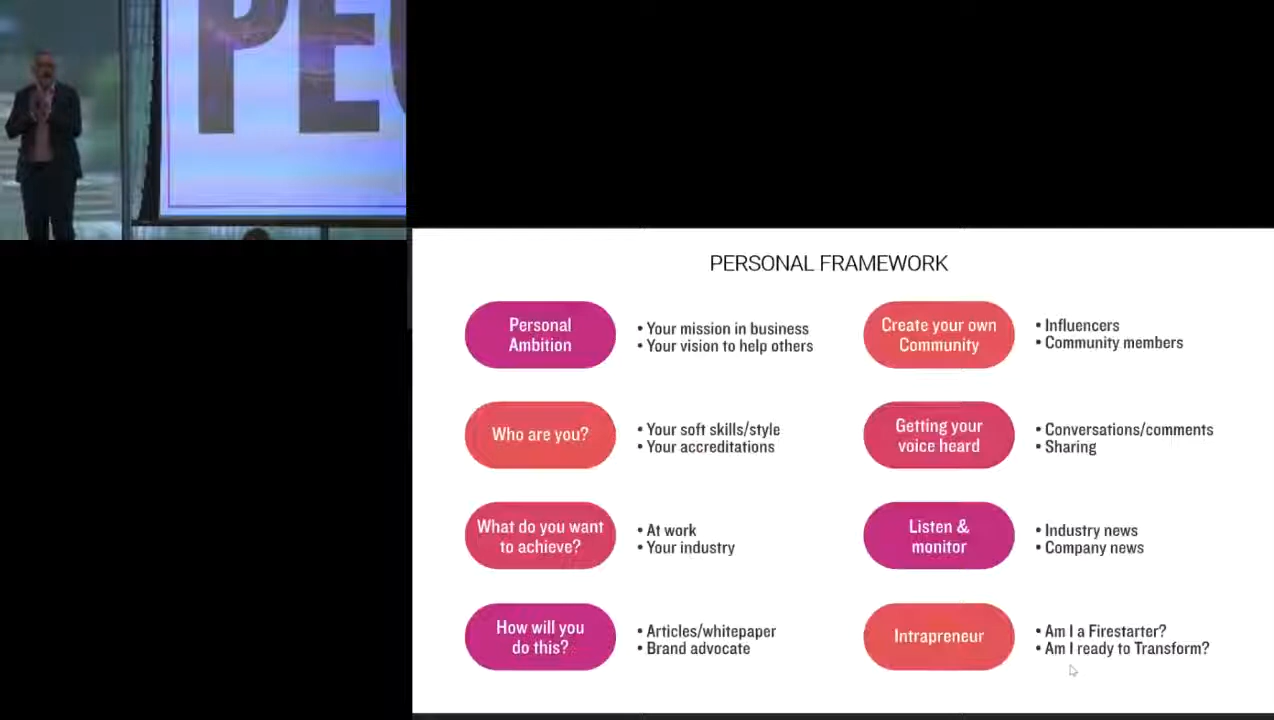 PERSONAL FRAMEWORK
Personal
Ambition
• Your mission in business
• Your vision to help others
Who are you?
• Your soft skills/style
• Your accreditations
What do you want
to achieve?
• At work
• Your industry
How will you
do this?
• Articles/whitepaper
• Brand advocate
Create your own
Community
• Influencers
• Community members
Getting your
voice heard
• Conversations/comments
• Sharing
Listen &
monitor
• Industry news
• Company news
Intrapreneur
• Am I a Firestarter?
• Am I ready to Transform?